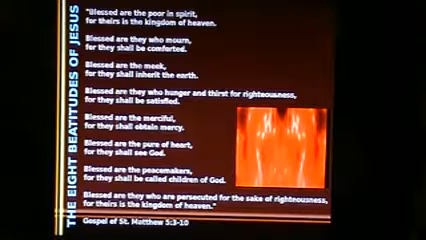 THE EIGHT BEATITUDES OF JESUS
"Blessed are the poor in spirit,
for theirs is the kingdom of heaven.
Blessed are they who mourn,
for they shall be comforted.
Blessed are the meek,
for they shall inherit the earth.
Blessed are they who hunger and thirst for righteousness,
for they shall be satisfied.
Blessed are the merciful,
for they shall obtain mercy.
Blessed are the pure of heart,
for they shall see God.
Blessed are the peacemakers,
for they shall be called children of God.
Blessed are they who are persecuted for the sake of righteousness,
for theirs is the kingdom of heaven."
Gospel of St. Matthew 5:3-10